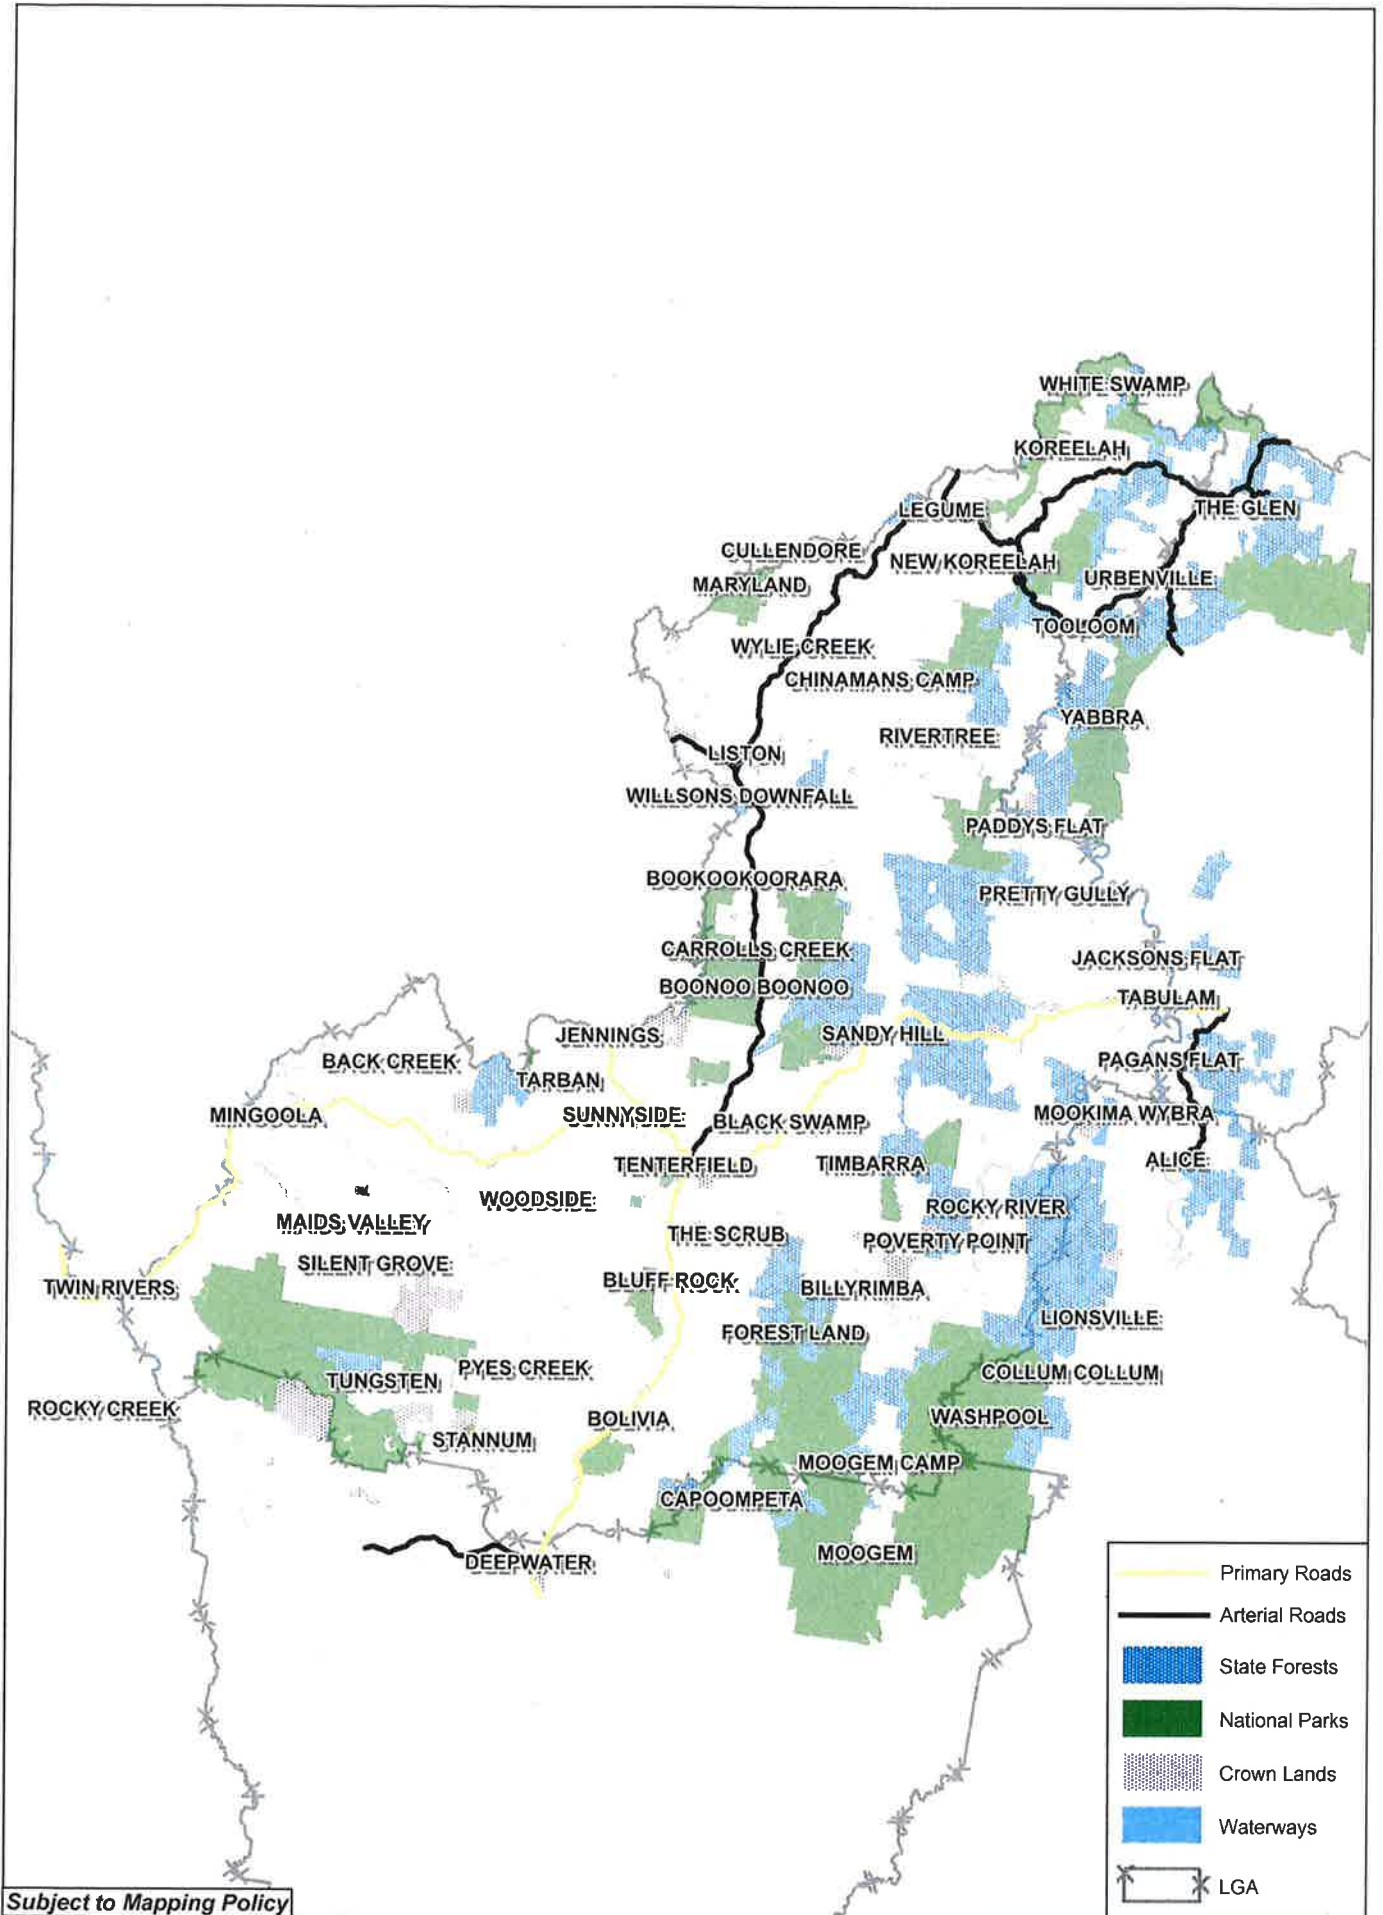 WHITE SWAMP
KOREELAH
LEGUME
THE GLEN
CULLENDORE
NEW KOREELAH
MARYLAND
URBENVILLE
TOOLOOM
WYLIE CREEK
CHINAMANS CAMP
YABBRA
RIVERTREE
LISTON
WILLSONS DOWNFALL
PADDYS FLAT
BOOKOOKOORARA
PRETTY GULLY
CARROLLS CREEK
JACKSONS FLAT
BOONOO BOONOO
TABULAM
JENNINGS
SANDY HILL
BACK CREEK
PAGANS FLAT
TARBAN
MINGOOLA
SUNNYSIDE
BLACK SWAMP
MOOKIMA WYBRA
TENTERFIELD
TIMBARRA
ALICE
WOODSIDE
ROCKY RIVER
MAIDS VALLEY
THE SCRUB
POVERTY POINT
SILENT GROVE
TWIN RIVERS
BLUFF ROCK
BILLYRIMBA
FOREST LAND
LIONSVILLE
PYES CREEK
COLLUM COLLUM
TUNGSTEN
ROCKY CREEK
BOLIVIA
WASHPOOL
STANNUM
MOOGEM CAMP
CAPOOMPETA
DEEPWATER
MOOGEM
Primary Roads
Arterial Roads
State Forests
National Parks
Crown Lands
Waterways
LGA
Subject to Mapping Policy